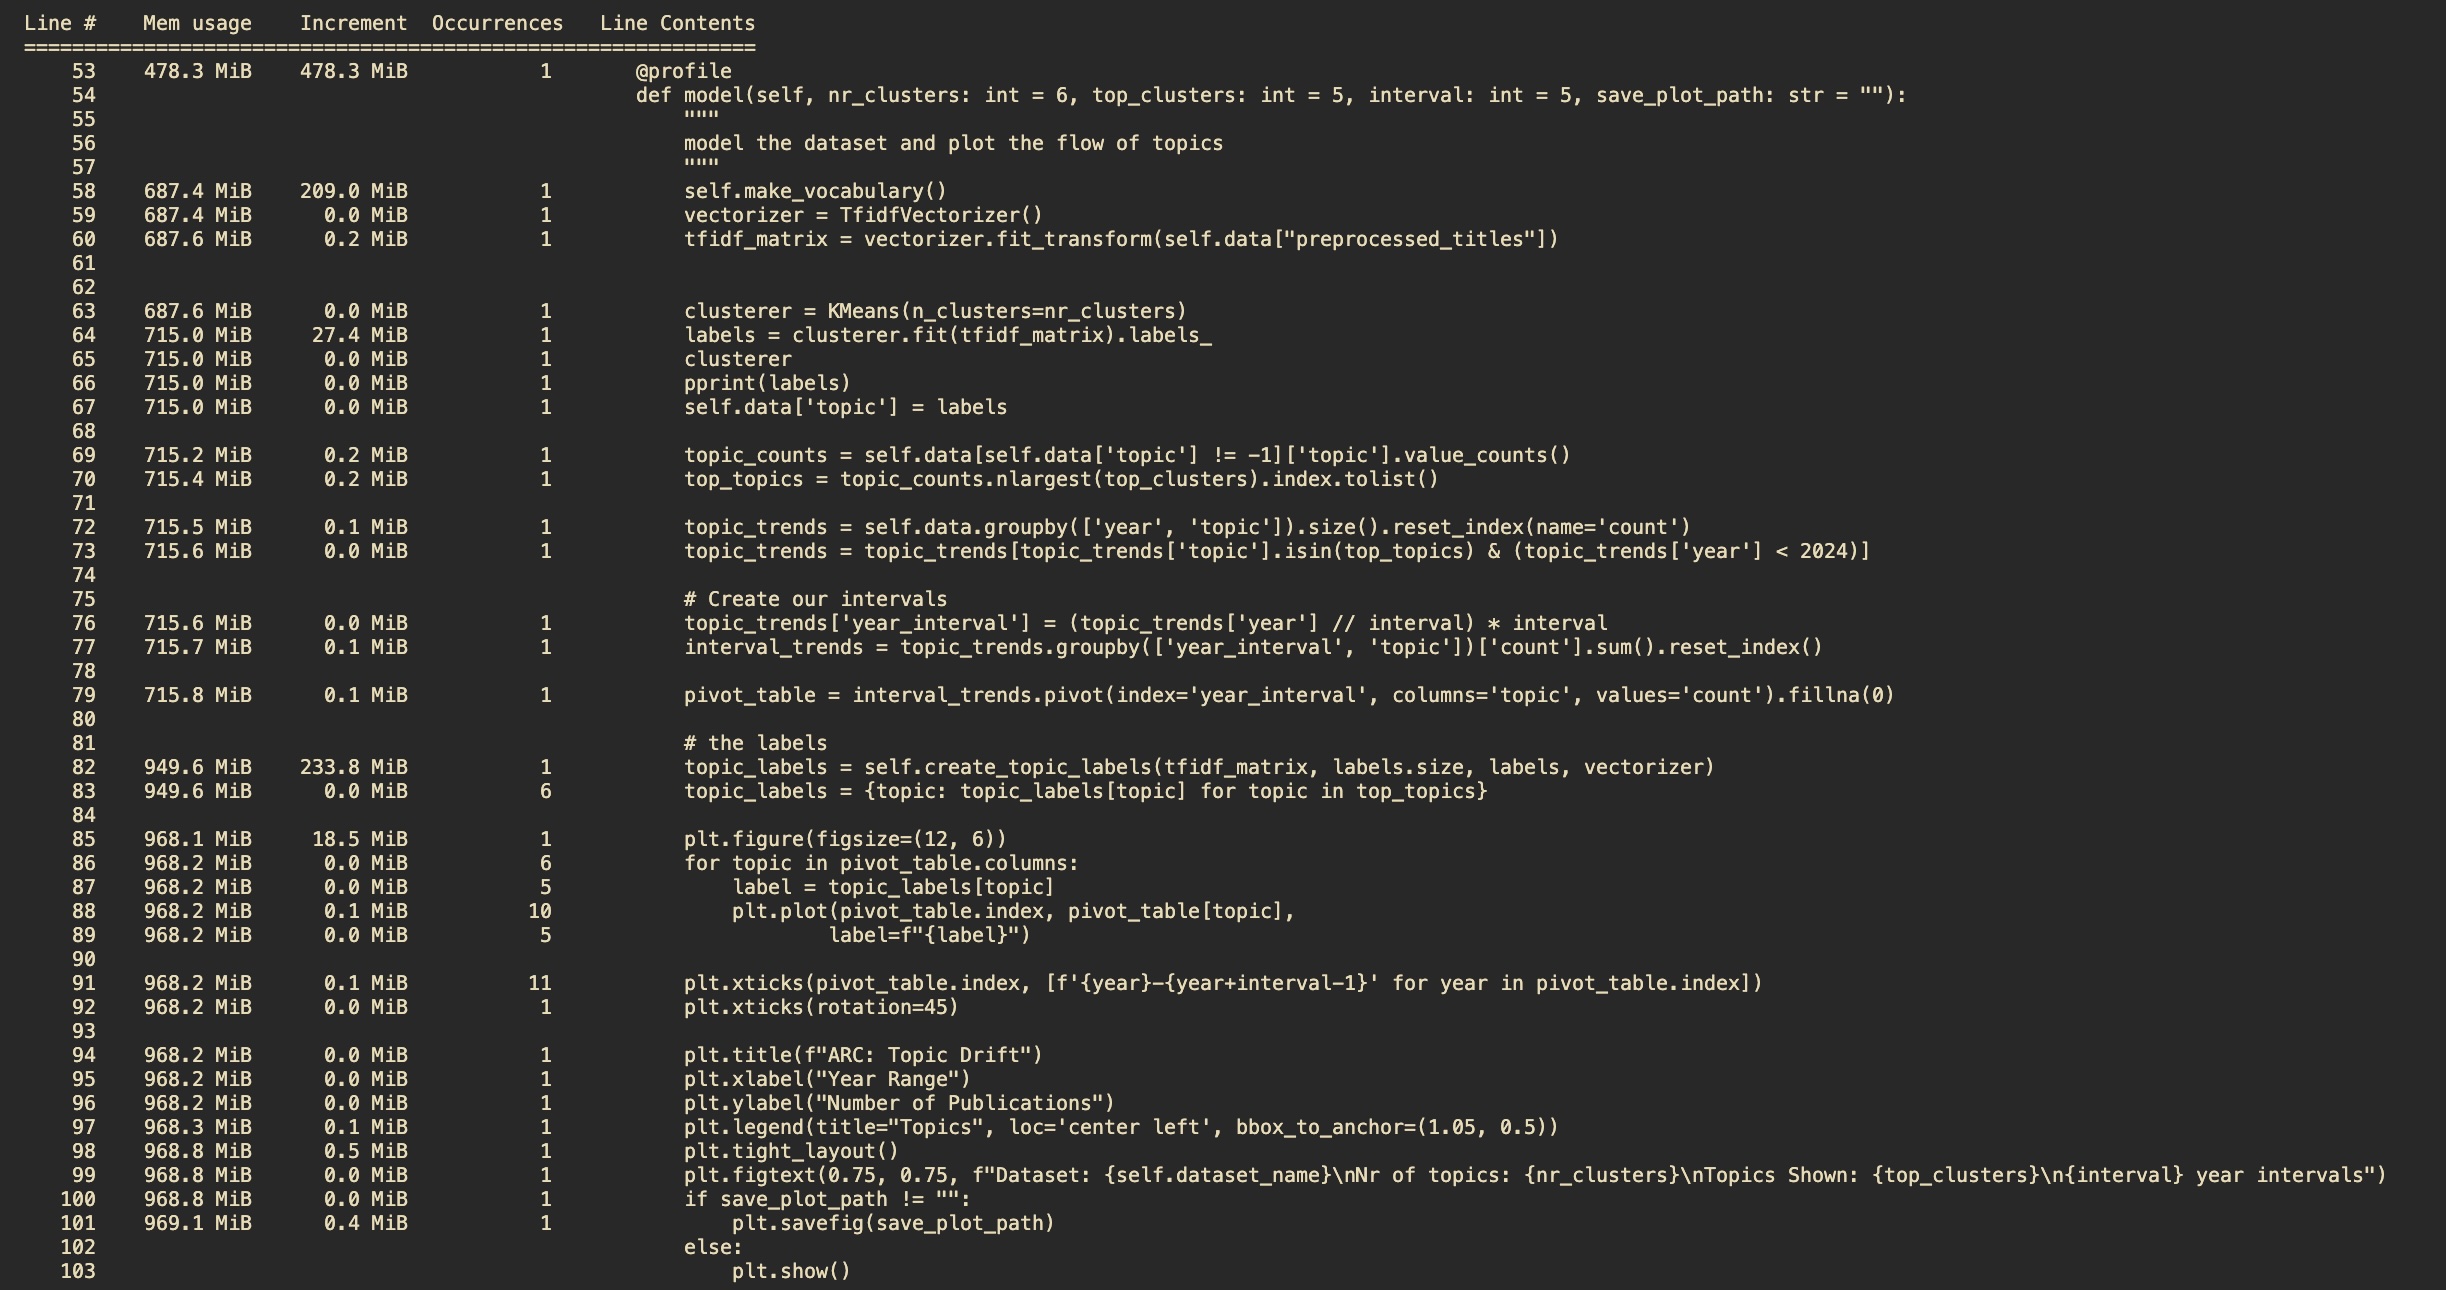 Line #    Mem usage    Increment  Occurrences   Line Contents
=============================================================
    53    478.3 MiB    478.3 MiB           1       @profile
    54                                             def model(self, nr_clusters: int = 6, top_clusters: int = 5, interval: int = 5, save_plot_path: str = ""):
    55                                                 """
    56                                                 model the dataset and plot the flow of topics
    57                                                 """
    58    687.4 MiB    209.0 MiB           1           self.make_vocabulary()
    59    687.4 MiB      0.0 MiB           1           vectorizer = TfidfVectorizer()
    60    687.6 MiB      0.2 MiB           1           tfidf_matrix = vectorizer.fit_transform(self.data["preprocessed_titles"])
    61
    62
    63    687.6 MiB      0.0 MiB           1           clusterer = KMeans(n_clusters=nr_clusters)
    64    715.0 MiB     27.4 MiB           1           labels = clusterer.fit(tfidf_matrix).labels_
    65    715.0 MiB      0.0 MiB           1           clusterer
    66    715.0 MiB      0.0 MiB           1           pprint(labels)
    67    715.0 MiB      0.0 MiB           1           self.data['topic'] = labels
    68
    69    715.2 MiB      0.2 MiB           1           topic_counts = self.data[self.data['topic'] != -1]['topic'].value_counts()
    70    715.4 MiB      0.2 MiB           1           top_topics = topic_counts.nlargest(top_clusters).index.tolist()
    71
    72    715.5 MiB      0.1 MiB           1           topic_trends = self.data.groupby(['year', 'topic']).size().reset_index(name='count')
    73    715.6 MiB      0.0 MiB           1           topic_trends = topic_trends[topic_trends['topic'].isin(top_topics) & (topic_trends['year'] < 2024)]
    74
    75                                                 # Create our intervals
    76    715.6 MiB      0.0 MiB           1           topic_trends['year_interval'] = (topic_trends['year'] // interval) * interval
    77    715.7 MiB      0.1 MiB           1           interval_trends = topic_trends.groupby(['year_interval', 'topic'])['count'].sum().reset_index()
    78
    79    715.8 MiB      0.1 MiB           1           pivot_table = interval_trends.pivot(index='year_interval', columns='topic', values='count').fillna(0)
    80
    81                                                 # the labels
    82    949.6 MiB    233.8 MiB           1           topic_labels = self.create_topic_labels(tfidf_matrix, labels.size, labels, vectorizer)
    83    949.6 MiB      0.0 MiB           6           topic_labels = {topic: topic_labels[topic] for topic in top_topics}
    84
    85    968.1 MiB     18.5 MiB           1           plt.figure(figsize=(12, 6))
    86    968.2 MiB      0.0 MiB           6           for topic in pivot_table.columns:
    87    968.2 MiB      0.0 MiB           5               label = topic_labels[topic]
    88    968.2 MiB      0.1 MiB          10               plt.plot(pivot_table.index, pivot_table[topic],
    89    968.2 MiB      0.0 MiB           5                       label=f"{label}")
    90
    91    968.2 MiB      0.1 MiB          11           plt.xticks(pivot_table.index, [f'{year}-{year+interval-1}' for year in pivot_table.index])
    92    968.2 MiB      0.0 MiB           1           plt.xticks(rotation=45)
    93
    94    968.2 MiB      0.0 MiB           1           plt.title(f"ARC: Topic Drift")
    95    968.2 MiB      0.0 MiB           1           plt.xlabel("Year Range")
    96    968.2 MiB      0.0 MiB           1           plt.ylabel("Number of Publications")
    97    968.3 MiB      0.1 MiB           1           plt.legend(title="Topics", loc='center left', bbox_to_anchor=(1.05, 0.5))
    98    968.8 MiB      0.5 MiB           1           plt.tight_layout()
    99    968.8 MiB      0.0 MiB           1           plt.figtext(0.75, 0.75, f"Dataset: {self.dataset_name}\nNr of topics: {nr_clusters}\nTopics Shown: {top_clusters}\n{interval} year intervals")
   100    968.8 MiB      0.0 MiB           1           if save_plot_path != "":
   101    969.1 MiB      0.4 MiB           1               plt.savefig(save_plot_path)
   102                                                 else:
   103                                                     plt.show()